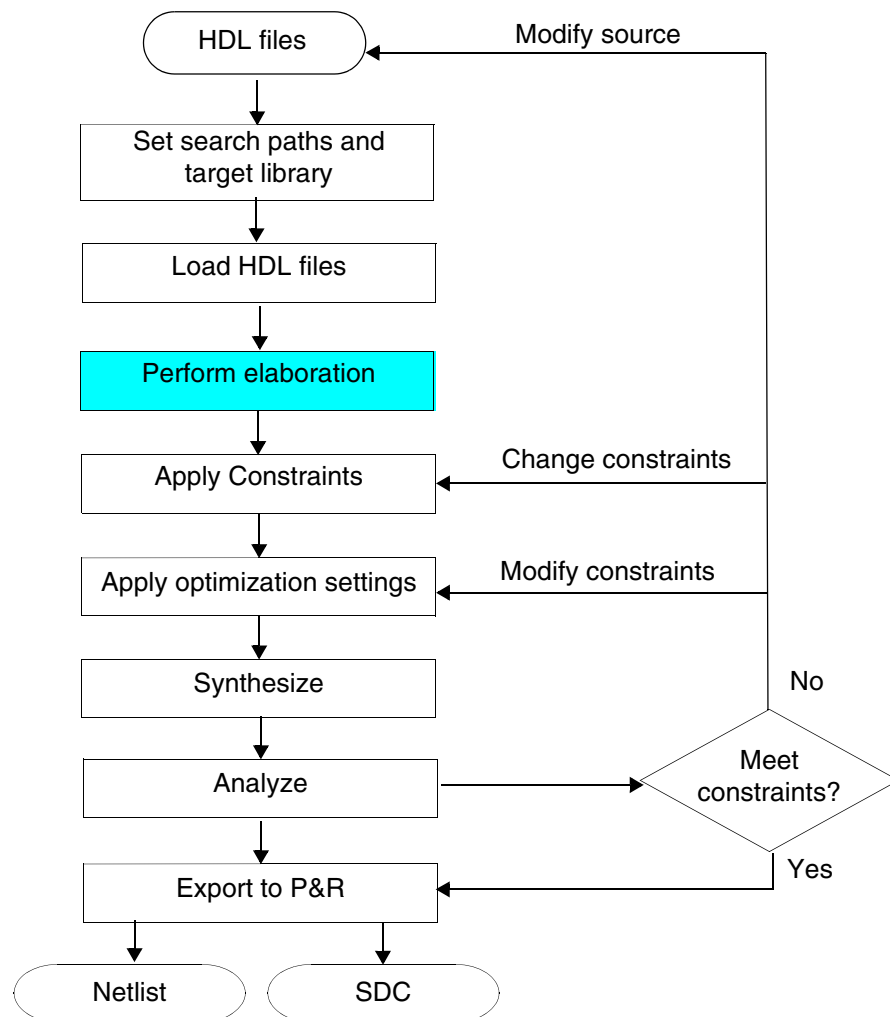 HDL files
Modify source
Set search paths and
target library
Load HDL files
Perform elaboration
Apply Constraints
Change constraints
Apply optimization settings
Modify constraints
Synthesize
No
Analyze
Meet
constraints?
Yes
Export to P&R
Netlist
SDC